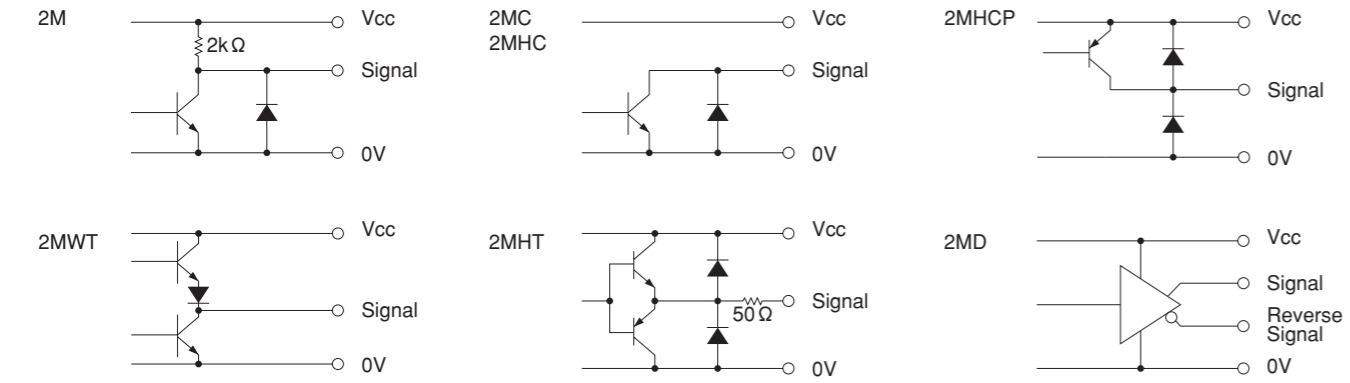 2M
Vcc
2kΩ
Signal
0V
2MC
2MHC
Vcc
Signal
0V
2MHCP
Vcc
Signal
0V
2MWT
Vcc
Signal
0V
2MHT
Vcc
50Ω
Signal
0V
2MD
Vcc
Signal
Reverse
Signal
0V